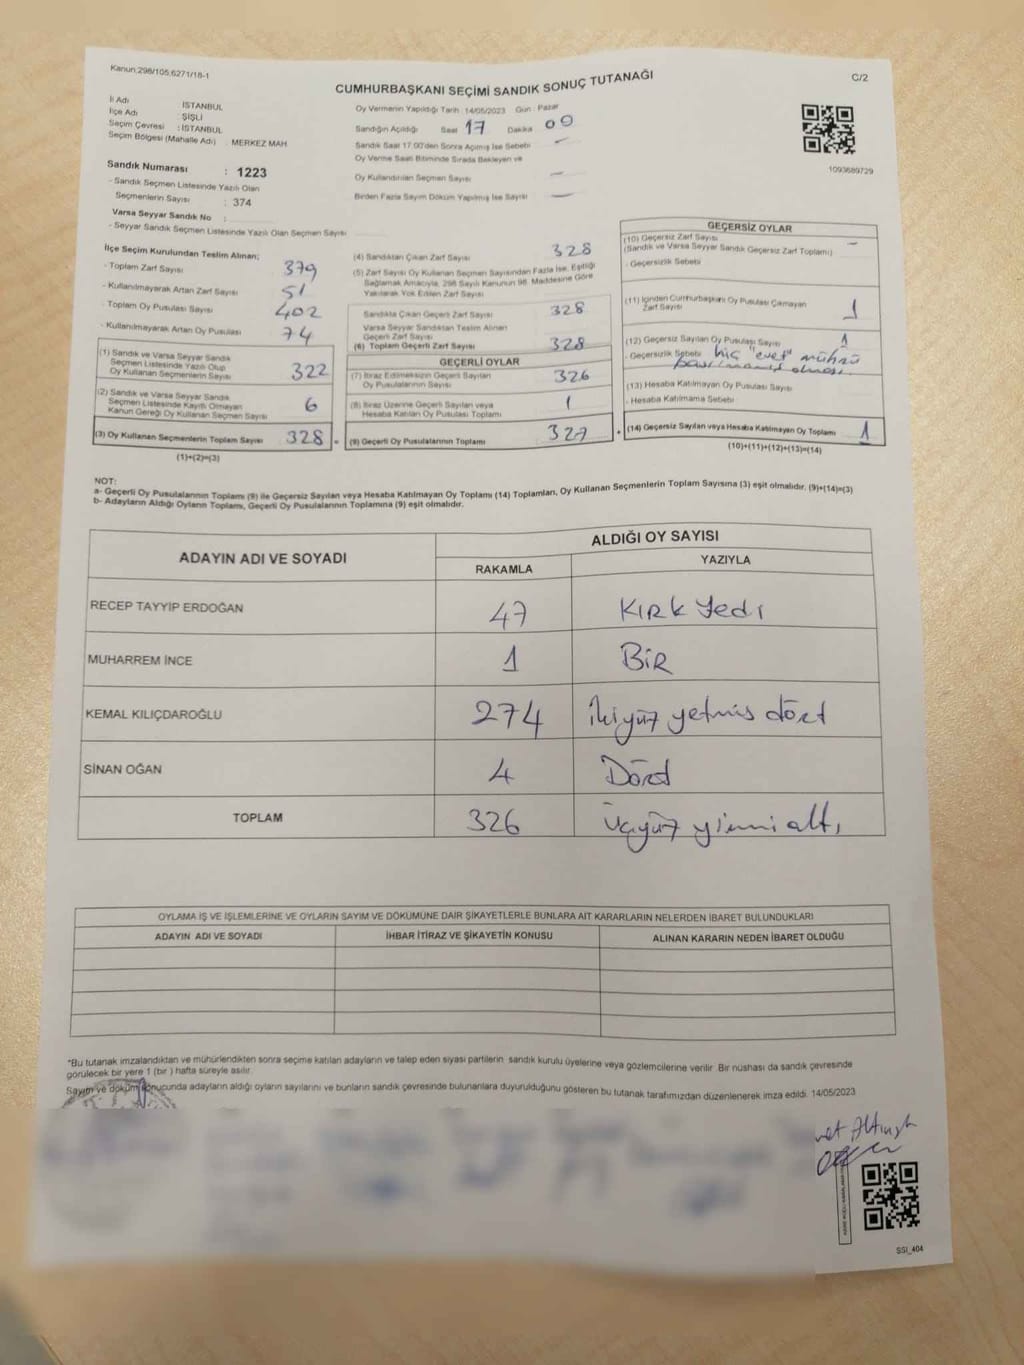 Kanun:298/105,6271/18-1
C/2
CUMHURBAŞKANI SEÇİMİ SANDIK SONUÇ TUTANAĞI
İl Adı İSTANBUL
İlçe Adı : ŞİŞLİ
Seçim Çevresi : İSTANBUL
Seçim Bölgesi (Mahalle Adı) : MERKEZ MAH.
Oy Vermenin Yapıldığı Tarih : 14/05/2023 Gün : Pazar
Sandığın Açıldığı Saat 17 Dakika 00
Sandık Saat 17.00'den Sonra Açımış İse Sebebi
Oy Verme Saati Bitiminde Sırada Bekleyen ve
Oy Kullandırılan Seçmen Sayısı
Birden Fazla Sayım Döküm Yapılmış İse Sayısı
1093689729
Sandık Numarası : 1223
- Sandık Seçmen Listesinde Yazılı Olan
Seçmenlerin Sayısı : 374
Varsa Seyyar Sandık No :
- Seyyar Sandık Seçmen Listesinde Yazılı Olan Seçmen Sayısı
İlçe Seçim Kurulundan Teslim Alınan;
- Toplam Zarf Sayısı 379
- Kullanılmayarak Artan Zarf Sayısı 51
- Toplam Oy Pusulası Sayısı 402
- Kullanılmayarak Artan Oy Pusulası 74
(1) Sandık ve Varsa Seyyar Sandık
Seçmen Listesinde Yazılı Olup
Oy Kullanan Seçmenlerin Sayısı 322
(2) Sandık ve Varsa Seyyar Sandık
Seçmen Listesinde Kayıtlı Olmayan
Kanun Gereği Oy Kullanan Seçmen Sayısı 6
(3) Oy Kullanan Seçmenlerin Toplam Sayısı 328 =
(1)+(2)=(3)
(4) Sandıktan Çıkan Zarf Sayısı 328
(5) Zarf Sayısı Oy Kullanan Seçmen Sayısından Fazla İse, Eşitliği
Sağlamak Amacıyla, 298 Sayılı Kanunun 98. Maddesine Göre
Yakılarak Yok Edilen Zarf Sayısı
Sandıkta Çıkan Geçerli Zarf Sayısı 328
Varsa Seyyar Sandıktan Teslim Alınan
Geçerli Zarf Sayısı
(6) Toplam Geçerli Zarf Sayısı 328
GEÇERLİ OYLAR
(7) İtiraz Edilmeksizin Geçerli Sayılan
Oy Pusulalarının Sayısı 326
(8) İtiraz Üzerine Geçerli Sayılan veya
Hesaba Katılan Oy Pusulası Toplamı 1
(9) Geçerli Oy Pusulalarının Toplamı 327 +
GEÇERSİZ OYLAR
(10) Geçersiz Zarf Sayısı
(Sandık ve Varsa Seyyar Sandık Geçersiz Zarf Toplamı)
- Geçersizlik Sebebi
(11) İçinden Cumhurbaşkanı Oy Pusulası Çıkmayan
Zarf Sayısı 1
(12) Geçersiz Sayılan Oy Pusulası Sayısı 1
- Geçersizlik Sebebi hiç "evet" mührü
basılmamış olması.
(13) Hesaba Katılmayan Oy Pusulası Sayısı
- Hesaba Katılmama Sebebi
(14) Geçersiz Sayılan veya Hesaba Katılmayan Oy Toplamı 1
(10)+(11)+(12)+(13)=(14)
NOT:
a- Geçerli Oy Pusulalarının Toplamı (9) ile Geçersiz Sayılan veya Hesaba Katılmayan Oy Toplamı (14) Toplamları, Oy Kullanan Seçmenlerin Toplam Sayısına (3) eşit olmalıdır. (9)+(14)=(3)
b- Adayların Aldığı Oyların Toplamı, Geçerli Oy Pusulalarının Toplamına (9) eşit olmalıdır.
ADAYIN ADI VE SOYADI
ALDIĞI OY SAYISI
RAKAMLA YAZIYLA
RECEP TAYYİP ERDOĞAN 47 Kırk Yedi
MUHARREM İNCE 1 BİR
KEMAL KILIÇDAROĞLU 274 ikiyüz yetmiş dört
SİNAN OĞAN 4 Dört
TOPLAM 326 üçyüz yirmi altı
OYLAMA İŞ VE İŞLEMLERİNE VE OYLARIN SAYIM VE DÖKÜMÜNE DAİR ŞİKAYETLERLE BUNLARA AİT KARARLARIN NELERDEN İBARET BULUNDUKLARI
ADAYIN ADI VE SOYADI İHBAR İTİRAZ VE ŞİKAYETİN KONUSU ALINAN KARARIN NEDEN İBARET OLDUĞU
*Bu tutanak imzalandıktan ve mühürlendikten sonra seçime katılan adayların ve talep eden siyasi partilerin sandık kurulu üyelerine veya gözlemcilerine verilir. Bir nüshası da sandık çevresinde
görülecek bir yere 1 (bir ) hafta süreyle asılır.
Sayım ve döküm sonucunda adayların aldığı oyların sayılarını ve bunların sandık çevresinde bulunanlara duyurulduğunu gösteren bu tutanak tarafımızdan düzenlenerek imza edildi. 14/05/2023
SSI_404